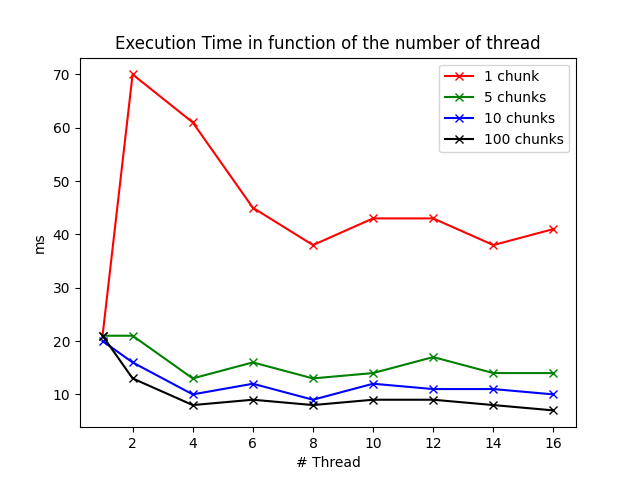 Execution Time in function of the number of thread
1 chunk
5 chunks
10 chunks
100 chunks
70
60
50
40
30
20
10
ms
2 4 6 8 10 12 14 16
# Thread